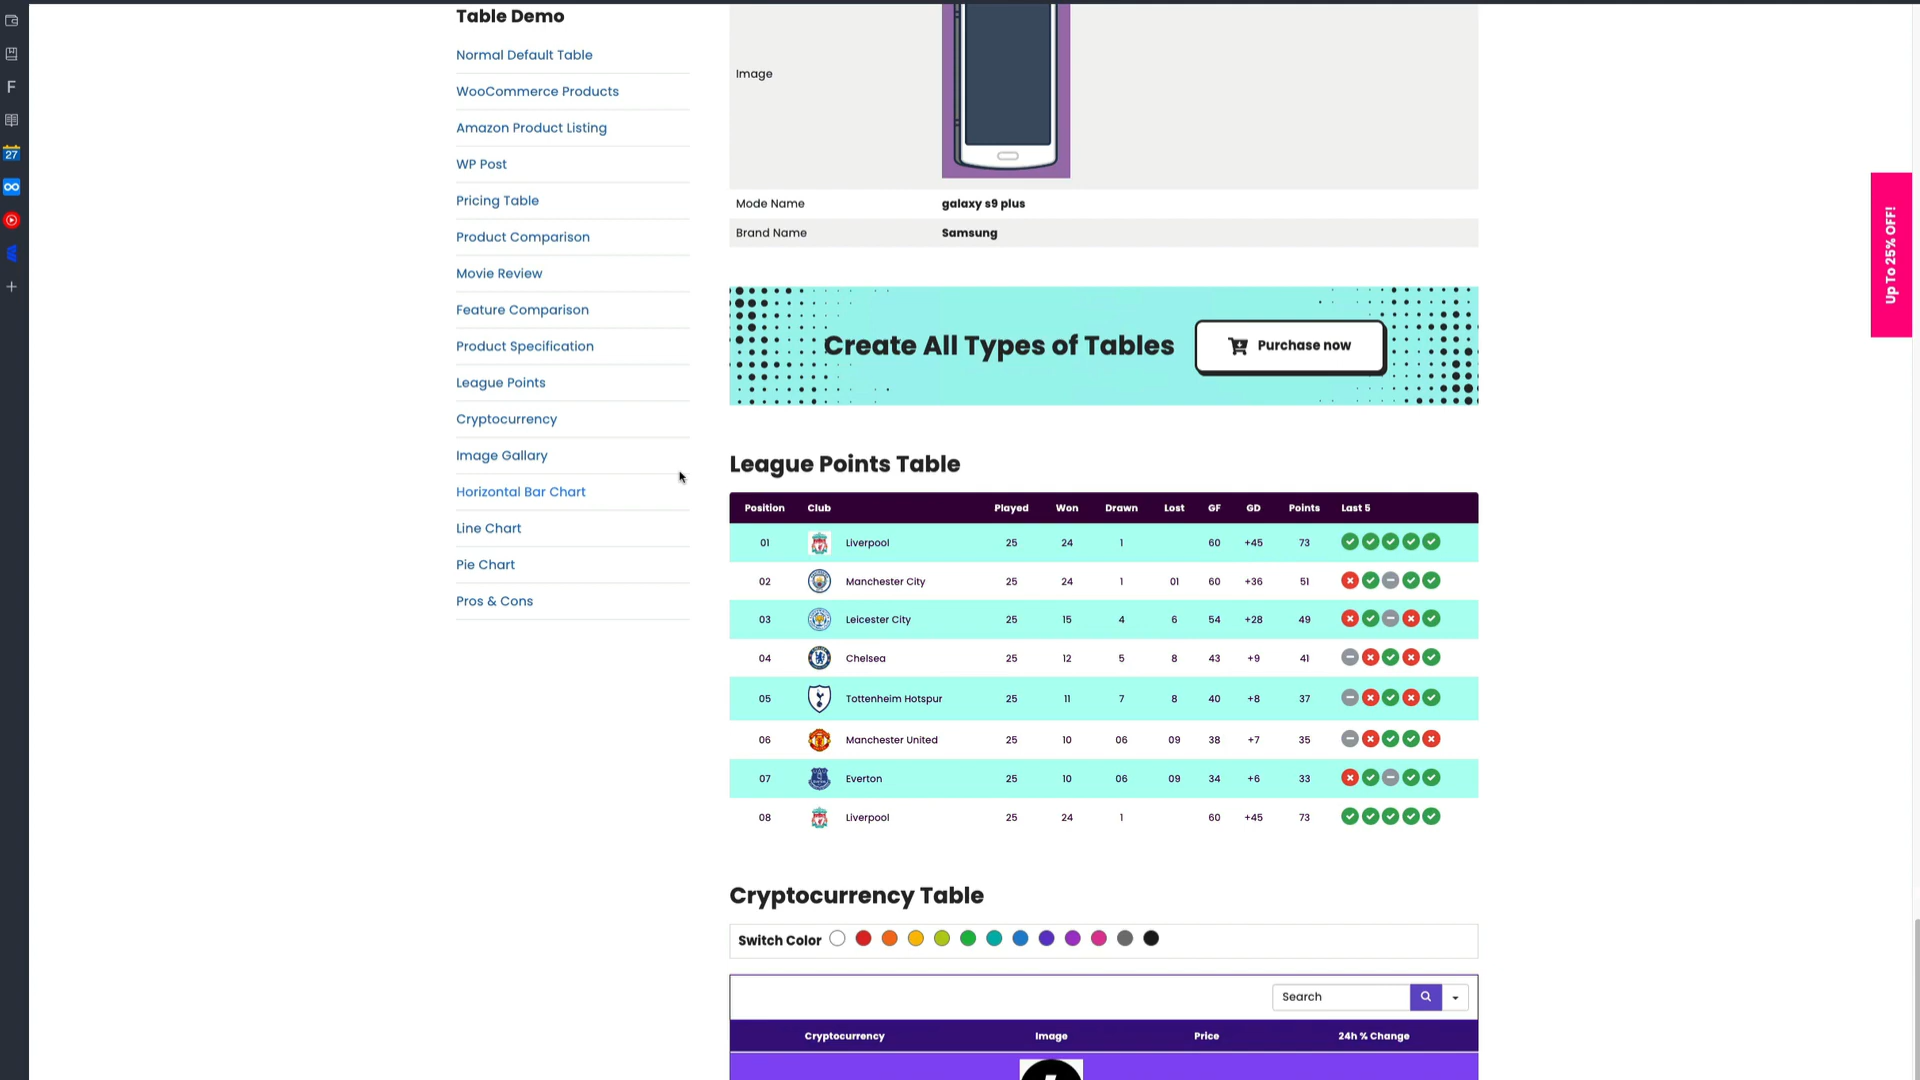 Table Demo
Normal Default Table
WooCommerce Products
Amazon Product Listing
WP Post
Pricing Table
Product Comparison
Movie Review
Feature Comparison
Product Specification
League Points
Cryptocurrency
Image Gallary
Horizontal Bar Chart
Line Chart
Pie Chart
Pros & Cons
F
27
Image
Mode Name galaxy s9 plus
Brand Name Samsung
Create All Types of Tables Purchase now
Up To 25% OFF!
League Points Table
Position Club Played Won Drawn Lost GF GD Points Last 5
01 Liverpool 25 24 1 60 +45 73
02 Manchester City 25 24 1 01 60 +36 51
03 Leicester City 25 15 4 6 54 +28 49
04 Chelsea 25 12 5 8 43 +9 41
05 Tottenham Hotspur 25 11 7 8 40 +8 37
06 Manchester United 25 10 06 09 38 +7 35
07 Everton 25 10 06 09 34 +6 33
08 Liverpool 25 24 1 60 +45 73
Cryptocurrency Table
Switch Color
Search
Cryptocurrency Image Price 24h % Change